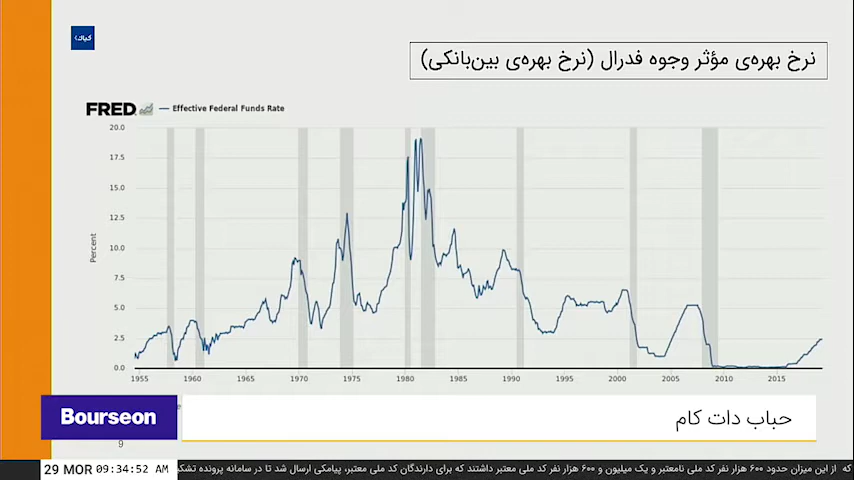 کیاک
نرخ بهره‌ی مؤثر وجوه فدرال (نرخ بهره‌ی بین‌بانکی)
FRED
Effective Federal Funds Rate
20.0
17.5
15.0
12.5
10.0
7.5
5.0
2.5
0.0
Percent
1955 1960 1965 1970 1975 1980 1985 1990 1995 2000 2005 2010 2015
Bourseon
حباب دات کام
9
29 MOR 09:34:52 AM
که از این میزان حدود ۶۰۰ هزار نفر کد ملی نامعتبر و یک میلیون و ۶۰۰ هزار نفر کد ملی معتبر داشتند که برای دارندگان کد ملی معتبر، پیامکی ارسال شد تا در سامانه پرونده تشک